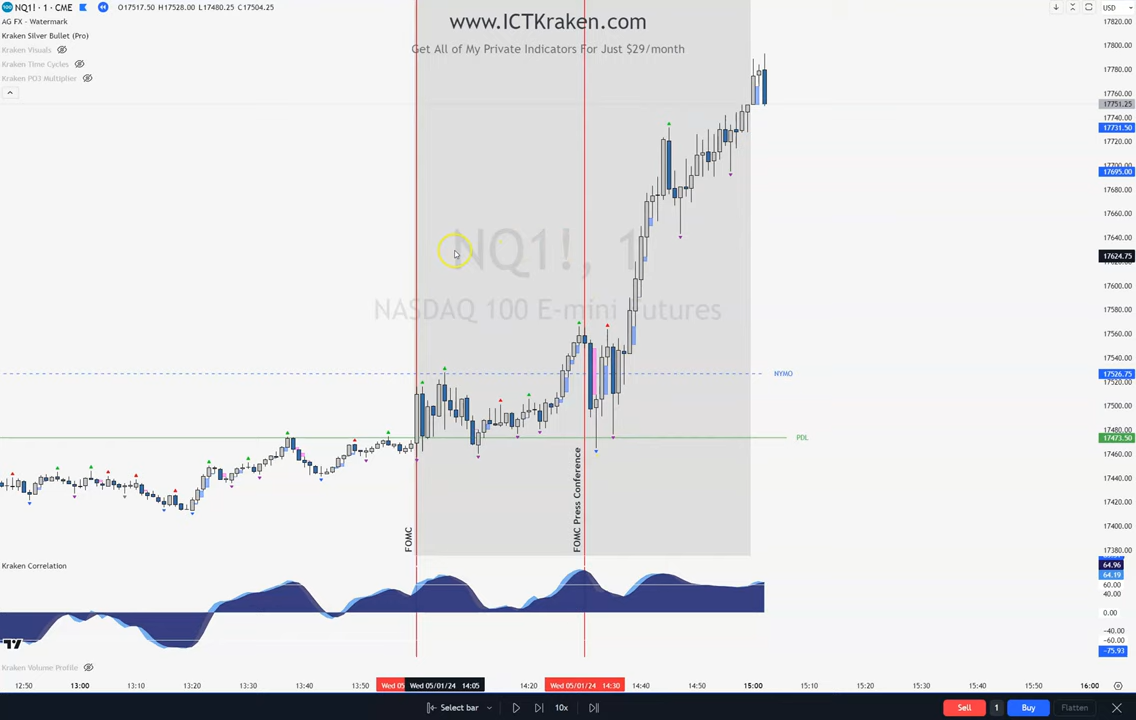 NQ1! · 1 · CME O17517.50 H17528.00 L17480.25 C17504.25
AG FX - Watermark
Kraken Silver Bullet (Pro)
Kraken Visuals
Kraken Time Cycles
Kraken PO3 Multiplier
www.ICTKraken.com
Get All of My Private Indicators For Just $29/month
NQ1!, 1
NASDAQ 100 E-mini Futures
USD
17820.00
17800.00
17780.00
17760.00
17751.25
17740.00
17731.50
17720.00
17700.00
17695.00
17680.00
17660.00
17640.00
17624.75
17600.00
17580.00
17560.00
17540.00
17526.75
17520.00
17500.00
17480.00
17473.50
17460.00
17440.00
17420.00
17400.00
17380.00
NYMO
PDL
FOMC
FOMC Press Conference
Kraken Correlation
64.96
64.19
60.00
40.00
0.00
-40.00
-60.00
-75.93
Kraken Volume Profile
12:50 13:00 13:10 13:20 13:30 13:40 13:50 Wed 05 Wed 05/01/24 14:05 14:20 Wed 05/01/24 14:30 14:40 14:50 15:00 15:10 15:20 15:30 15:40 15:50 16:00
Select bar 10x Sell 1 Buy Flatten